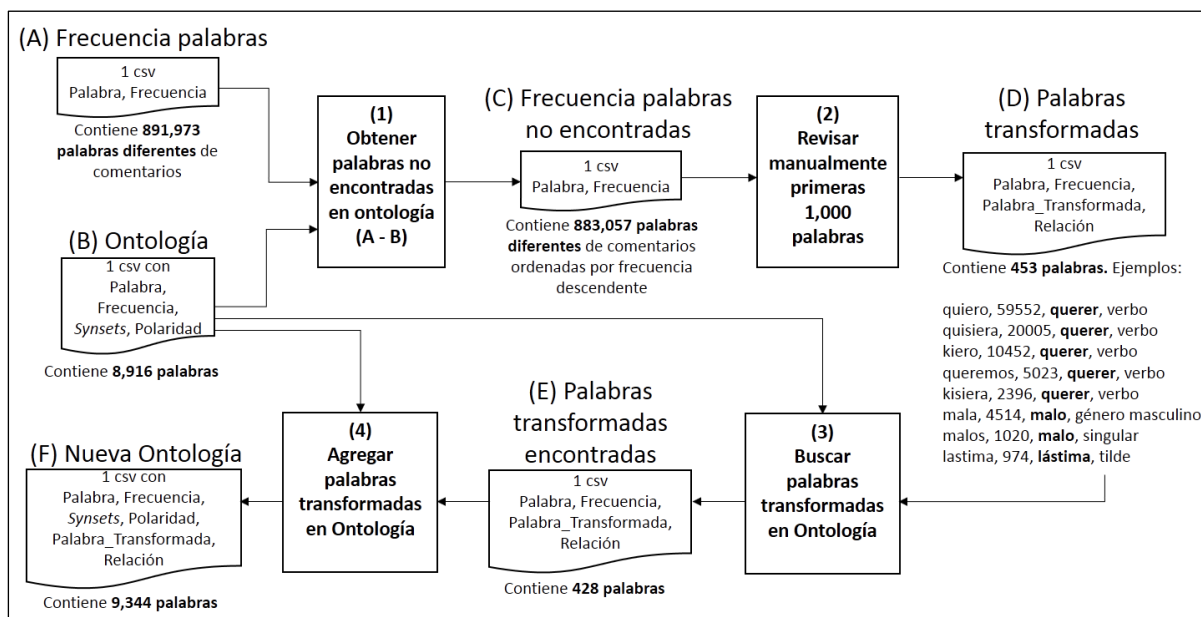 (A) Frecuencia palabras
1 csv
Palabra, Frecuencia
Contiene 891,973
palabras diferentes de
comentarios
(B) Ontología
1 csv con
Palabra,
Frecuencia,
Synsets, Polaridad
Contiene 8,916 palabras
(1)
Obtener
palabras no
encontradas
en ontología
(A - B)
(C) Frecuencia palabras
no encontradas
1 csv
Palabra, Frecuencia
Contiene 883,057 palabras
diferentes de comentarios
ordenadas por frecuencia
descendente
(2)
Revisar
manualmente
primeras
1,000
palabras
(D) Palabras
transformadas
1 csv
Palabra, Frecuencia,
Palabra_Transformada,
Relación
Contiene 453 palabras. Ejemplos:
quiero, 59552, querer, verbo
quisiera, 20005, querer, verbo
kiero, 10452, querer, verbo
queremos, 5023, querer, verbo
kisiera, 2396, querer, verbo
mala, 4514, malo, género masculino
malos, 1020, malo, singular
lastima, 974, lástima, tilde
(3)
Buscar
palabras
transformadas
en Ontología
(E) Palabras
transformadas
encontradas
1 csv
Palabra, Frecuencia,
Palabra_Transformada,
Relación
Contiene 428 palabras
(4)
Agregar
palabras
transformadas
en Ontología
(F) Nueva Ontología
1 csv con
Palabra, Frecuencia,
Synsets, Polaridad,
Palabra_Transformada,
Relación
Contiene 9,344 palabras